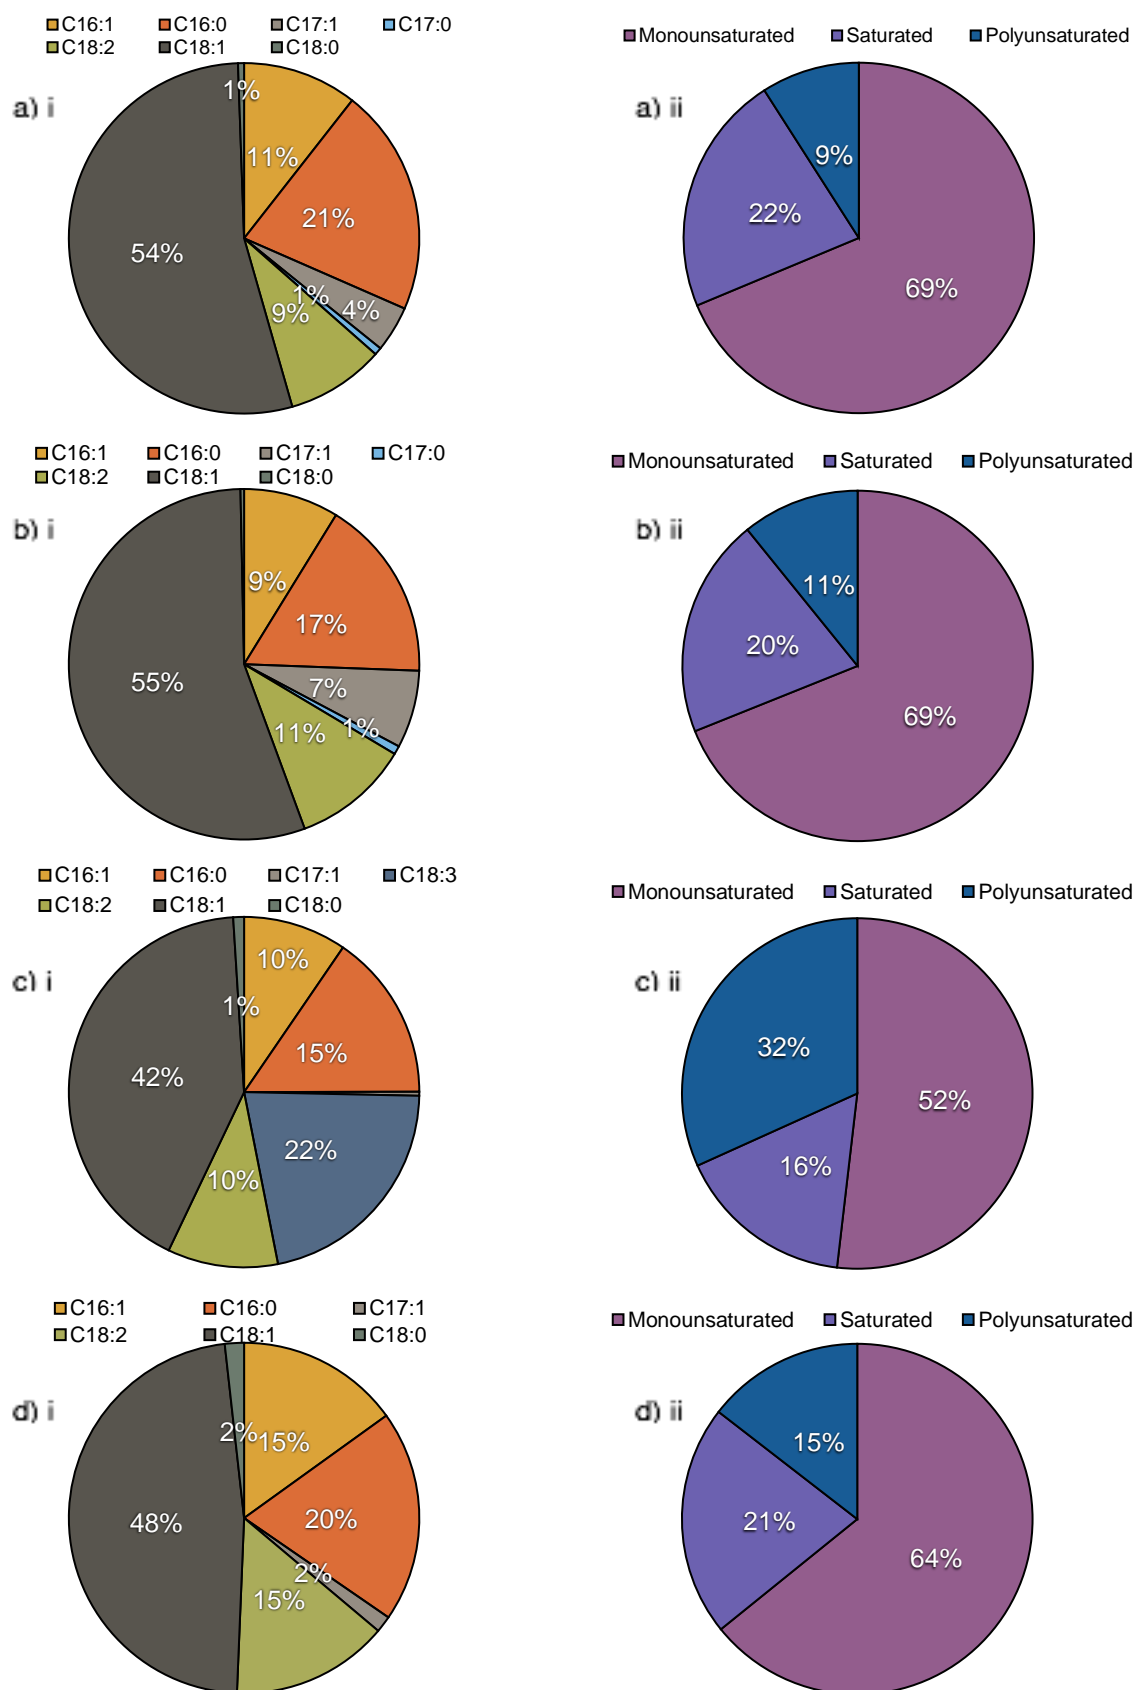 C16:1 C16:0 C17:1 C17:0
C18:2 C18:1 C18:0
a) i
1%
11%
21%
54%
1%
9%
4%
Monounsaturated Saturated Polyunsaturated
a) ii
9%
22%
69%
C16:1 C16:0 C17:1 C17:0
C18:2 C18:1 C18:0
b) i
9%
17%
55%
7%
1%
11%
Monounsaturated Saturated Polyunsaturated
b) ii
11%
20%
69%
C16:1 C16:0 C17:1 C18:3
C18:2 C18:1 C18:0
c) i
10%
1%
15%
42%
22%
10%
Monounsaturated Saturated Polyunsaturated
c) ii
32%
52%
16%
C16:1 C16:0 C17:1
C18:2 C18:1 C18:0
d) i
2%
15%
20%
48%
2%
15%
Monounsaturated Saturated Polyunsaturated
d) ii
15%
21%
64%